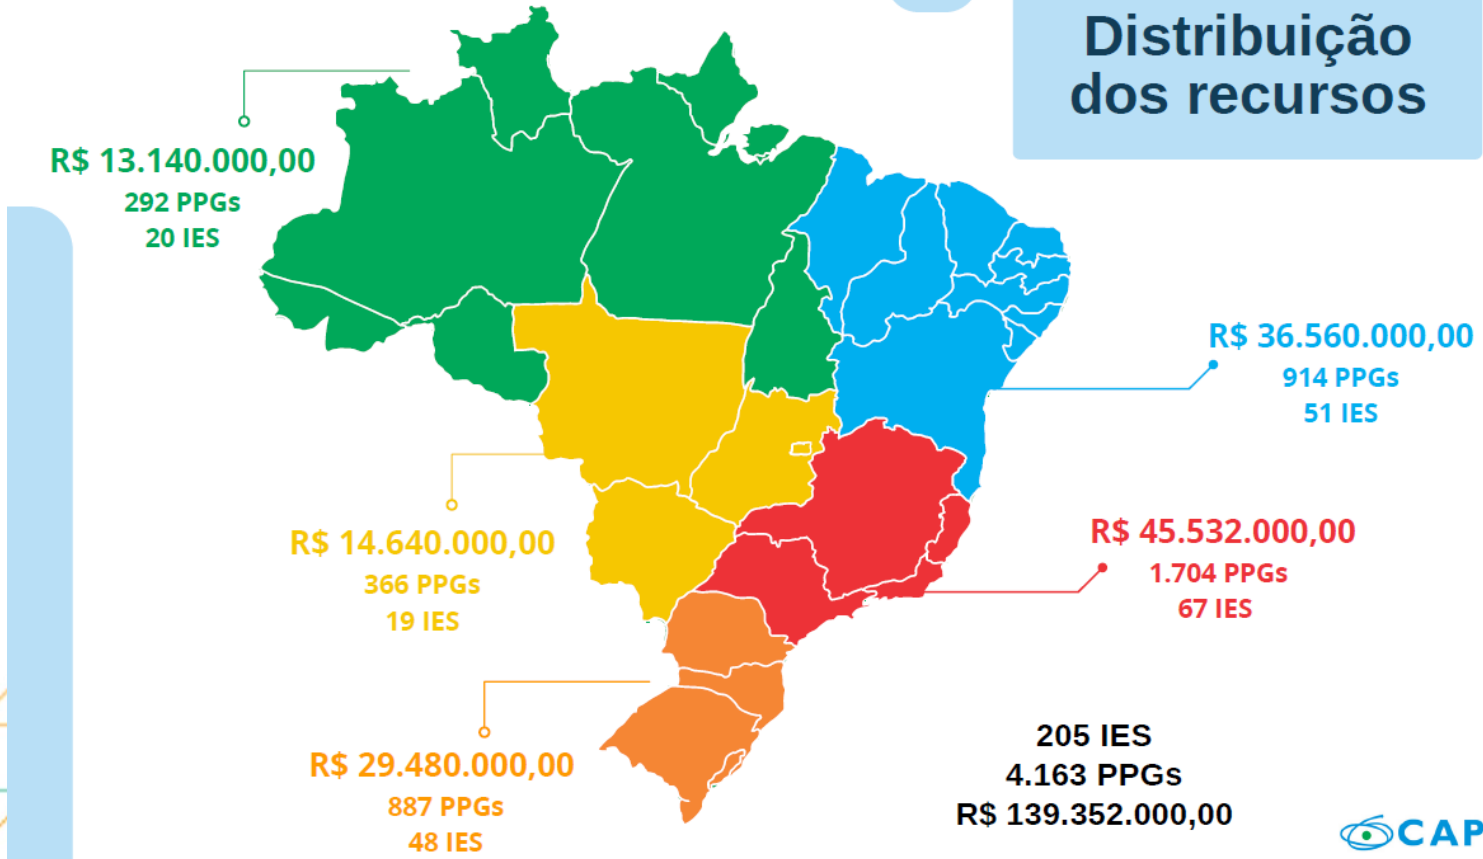 Distribuição
dos recursos
R$ 13.140.000,00
292 PPGs
20 IES
R$ 36.560.000,00
914 PPGs
51 IES
R$ 14.640.000,00
366 PPGs
19 IES
R$ 45.532.000,00
1.704 PPGs
67 IES
R$ 29.480.000,00
887 PPGs
48 IES
205 IES
4.163 PPGs
R$ 139.352.000,00
CAP